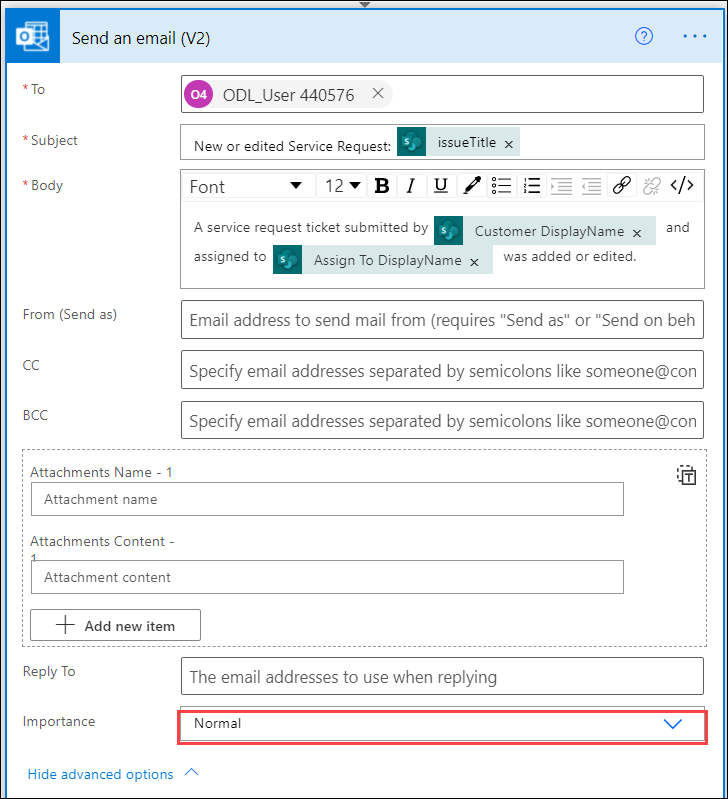 Send an email (V2)
* To
O4 ODL_User 440576
* Subject
New or edited Service Request: issueTitle
* Body
Font 12 B I U </>
A service request ticket submitted by Customer DisplayName and
assigned to Assign To DisplayName was added or edited.
From (Send as)
Email address to send mail from (requires "Send as" or "Send on beh
CC
Specify email addresses separated by semicolons like someone@con
BCC
Specify email addresses separated by semicolons like someone@con
Attachments Name - 1
Attachment name
Attachments Content -
1
Attachment content
Add new item
Reply To
The email addresses to use when replying
Importance
Normal
Hide advanced options